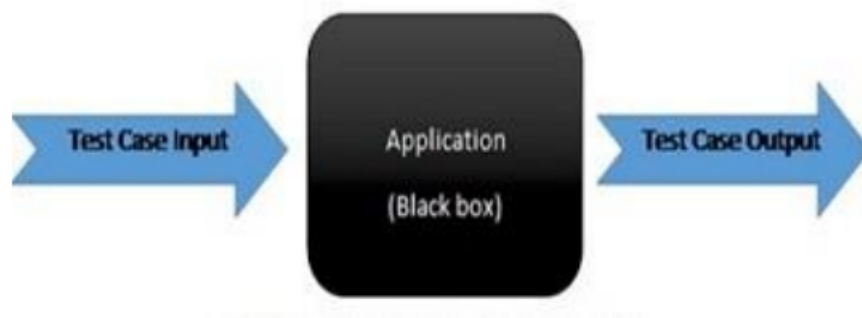 Test Case Input
Application
(Black box)
Test Case Output